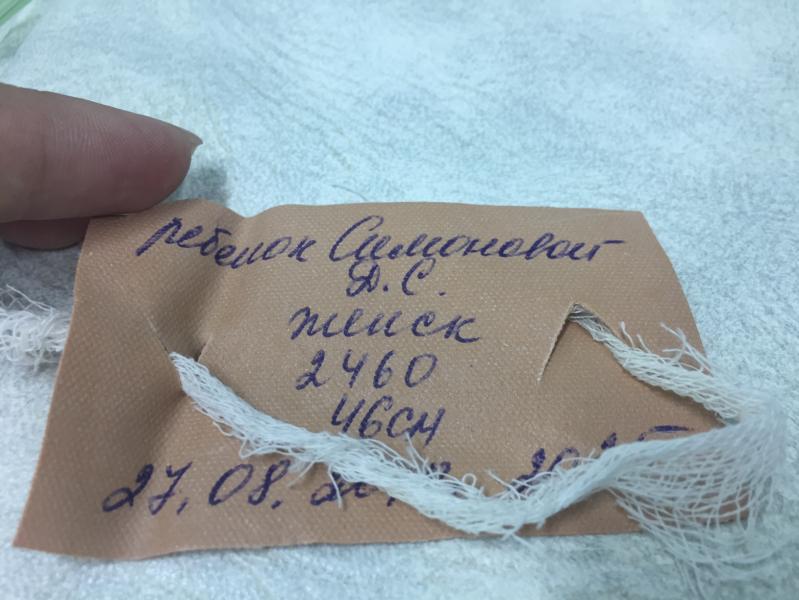 ребенок Симоновой
Д.С.
женск
2460
46см
27.08.